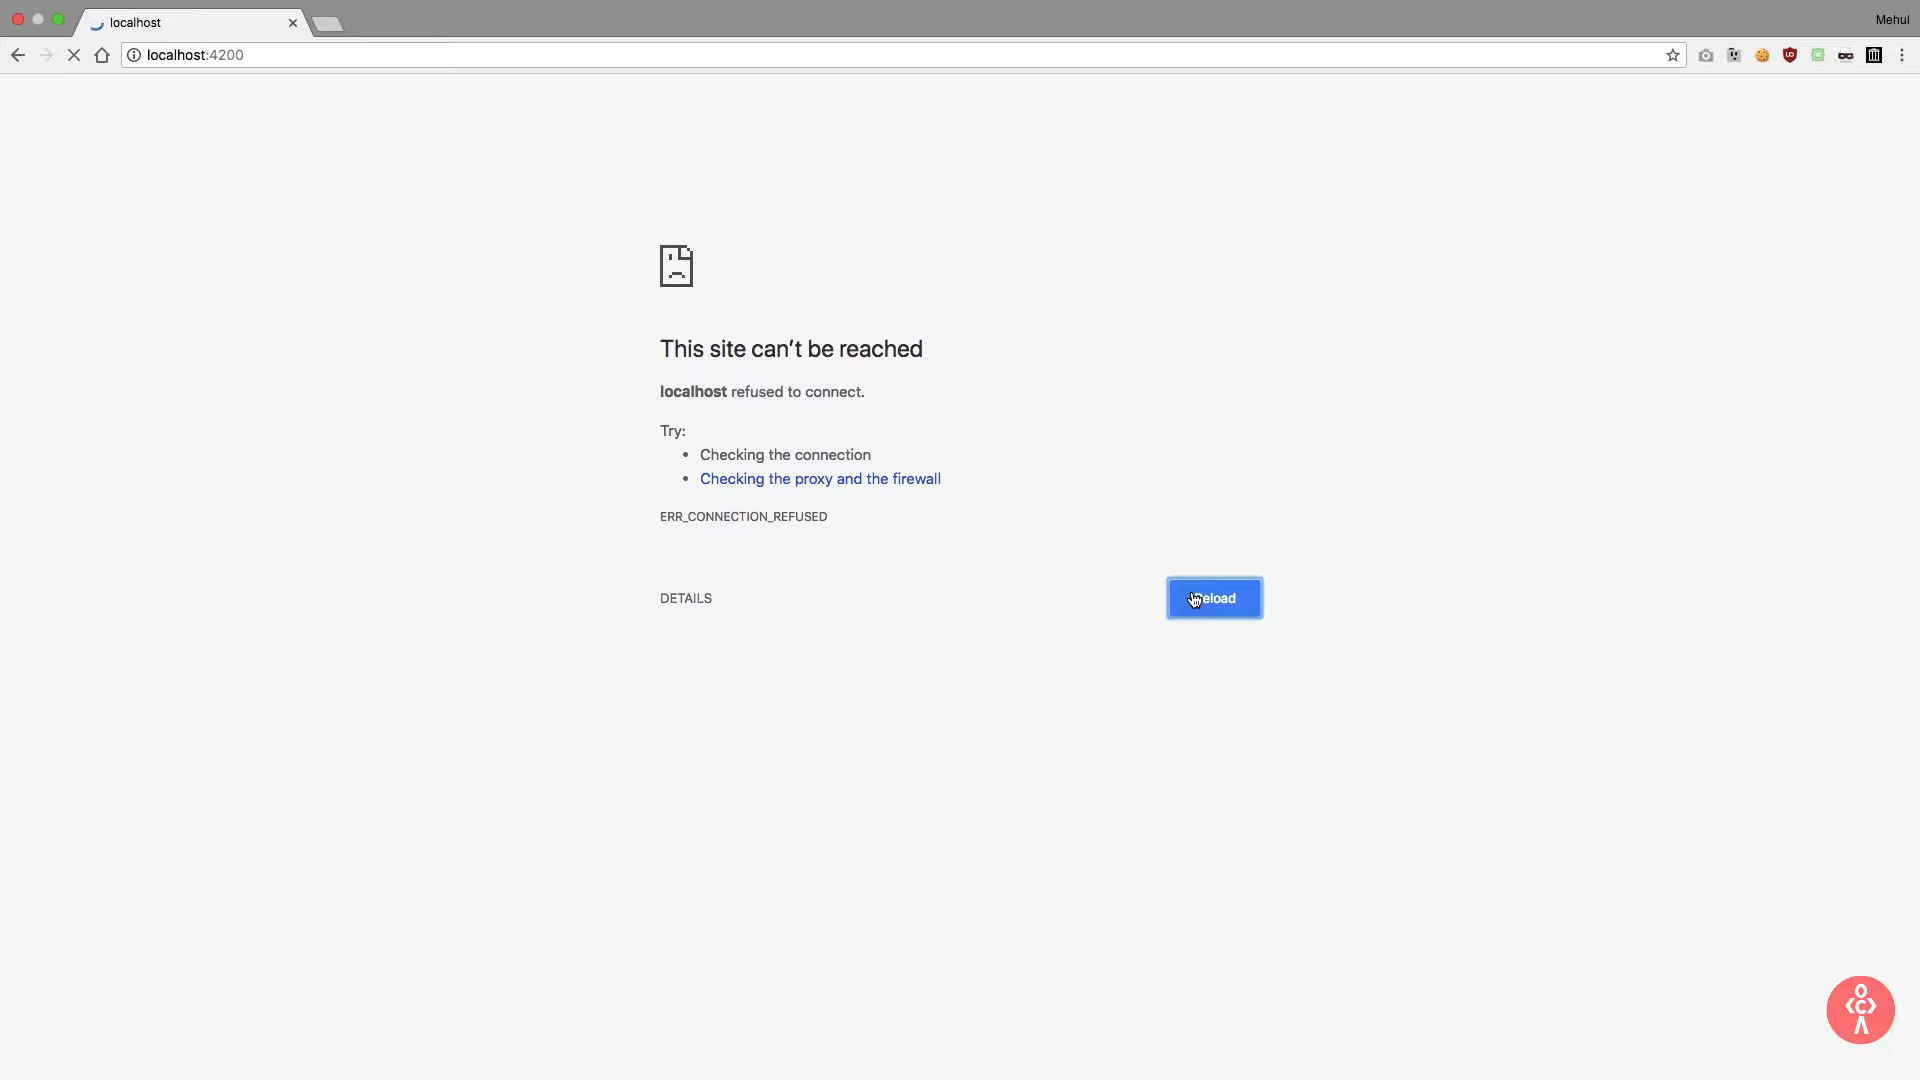 localhost
Mehul
localhost:4200
This site can’t be reached
localhost refused to connect.
Try:
Checking the connection
Checking the proxy and the firewall
ERR_CONNECTION_REFUSED
DETAILS
Reload